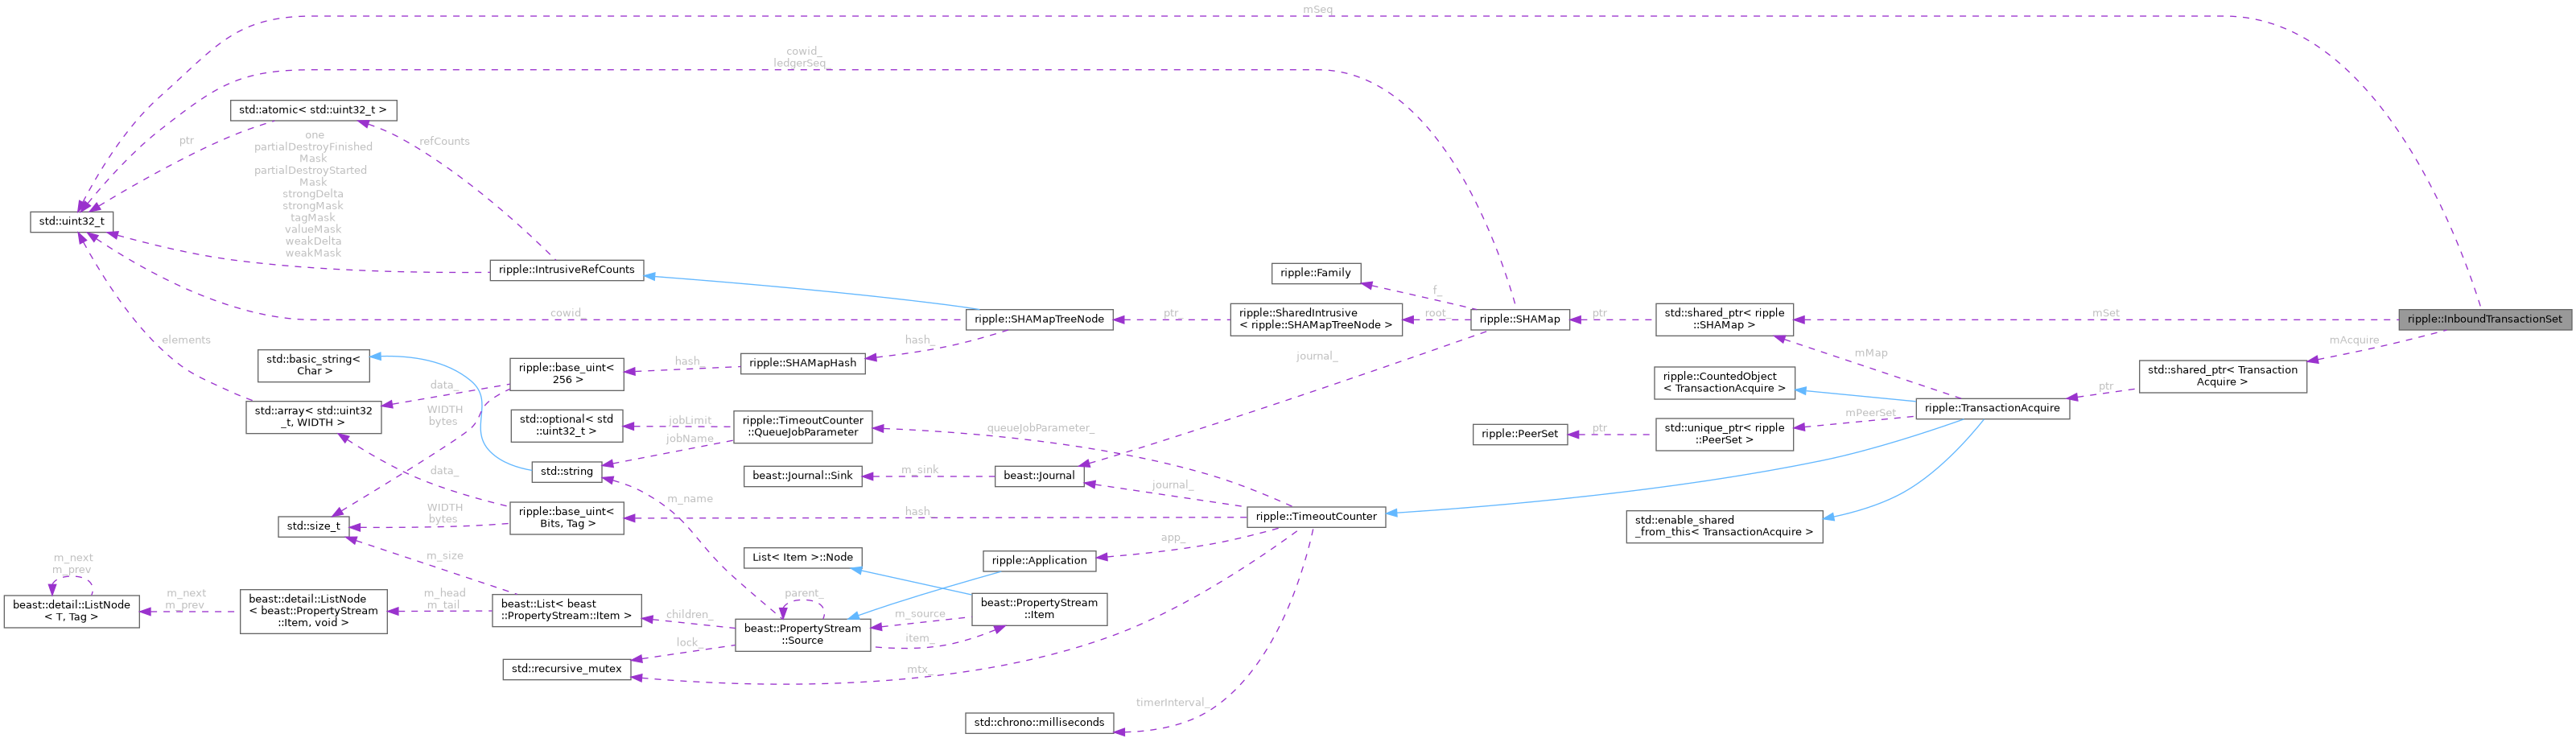 mSeq
cowid_
ledgerSeq_
std::atomic< std::uint32_t >
ptr
one
partialDestroyFinished
Mask
partialDestroyStarted
Mask
strongDelta
strongMask
tagMask
valueMask
weakDelta
weakMask
refCounts
std::uint32_t
ripple::IntrusiveRefCounts
ripple::Family
f_
cowid_
ripple::SHAMapTreeNode
ptr_
ripple::SharedIntrusive
< ripple::SHAMapTreeNode >
root_
ripple::SHAMap
ptr
std::shared_ptr< ripple
::SHAMap >
mSet
ripple::InboundTransactionSet
elements
hash_
journal_
mMap
mAcquire
std::basic_string<
Char >
ripple::base_uint<
256 >
hash_
ripple::SHAMapHash
ripple::CountedObject
< TransactionAcquire >
ptr
std::shared_ptr< Transaction
Acquire >
data_
WIDTH
bytes
std::array< std::uint32
_t, WIDTH >
std::optional< std
::uint32_t >
jobLimit
jobName
ripple::TimeoutCounter
::QueueJobParameter
queueJobParameter_
ripple::PeerSet
ptr
std::unique_ptr< ripple
::PeerSet >
mPeerSet
ripple::TransactionAcquire
data_
std::string
beast::Journal::Sink
m_sink
beast::Journal
journal_
m_name
WIDTH
bytes
std::size_t
ripple::base_uint<
Bits, Tag >
hash_
ripple::TimeoutCounter
std::enable_shared
_from_this< TransactionAcquire >
m_size
List< Item >::Node
app_
ripple::Application
m_next
m_prev
beast::detail::ListNode
< T, Tag >
m_next
m_prev
beast::detail::ListNode
< beast::PropertyStream
::Item, void >
m_head
m_tail
beast::List< beast
::PropertyStream::Item >
children_
parent_
beast::PropertyStream
::Source
m_source
item_
beast::PropertyStream
::Item
lock_
std::recursive_mutex
mtx_
timerInterval_
std::chrono::milliseconds